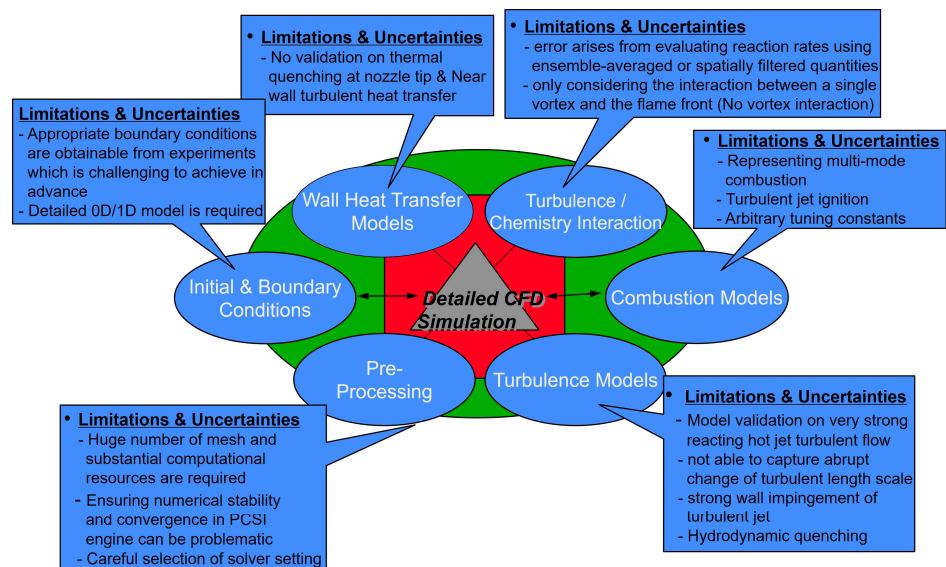 • Limitations & Uncertainties
- No validation on thermal
quenching at nozzle tip & Near
wall turbulent heat transfer
• Limitations & Uncertainties
- error arises from evaluating reaction rates using
ensemble-averaged or spatially filtered quantities
- only considering the interaction between a single
vortex and the flame front (No vortex interaction)
Limitations & Uncertainties
- Appropriate boundary conditions
are obtainable from experiments
which is challenging to achieve in
advance
- Detailed 0D/1D model is required
• Limitations & Uncertainties
- Representing multi-mode
combustion
- Turbulent jet ignition
- Arbitrary tuning constants
Wall Heat Transfer
Models
Turbulence /
Chemistry Interaction
Initial & Boundary
Conditions
Detailed CFD
Simulation
Combustion Models
Pre-
Processing
Turbulence Models
• Limitations & Uncertainties
- Huge number of mesh and
substantial computational
resources are required
- Ensuring numerical stability
and convergence in PCSI
engine can be problematic
- Careful selection of solver setting
• Limitations & Uncertainties
- Model validation on very strong
reacting hot jet turbulent flow
- not able to capture abrupt
change of turbulent length scale
- strong wall impingement of
turbulent jet
- Hydrodynamic quenching